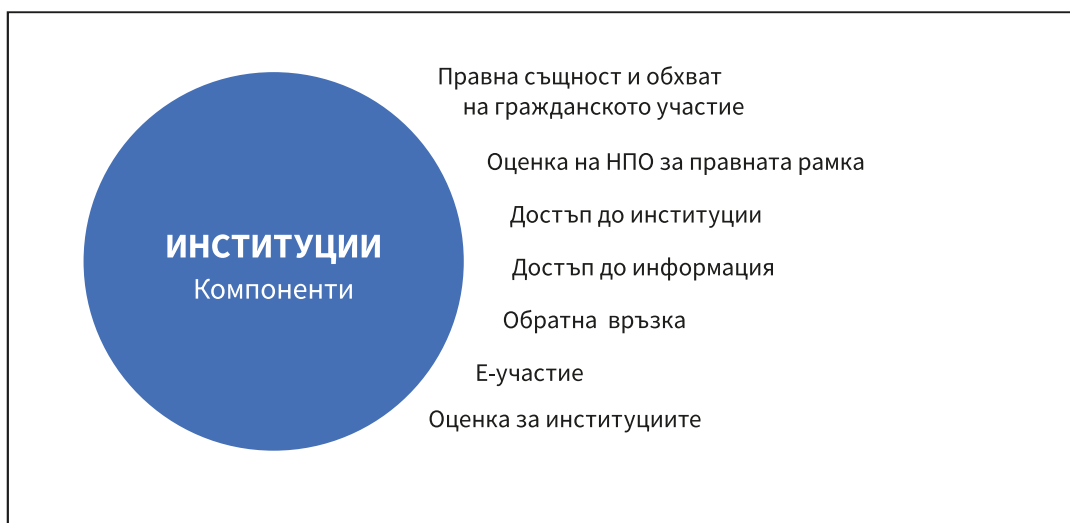 ИНСТИТУЦИИ
Компоненти
Правна същност и обхват
на гражданското участие
Оценка на НПО за правната рамка
Достъп до институции
Достъп до информация
Обратна връзка
Е-участие
Оценка за институциите